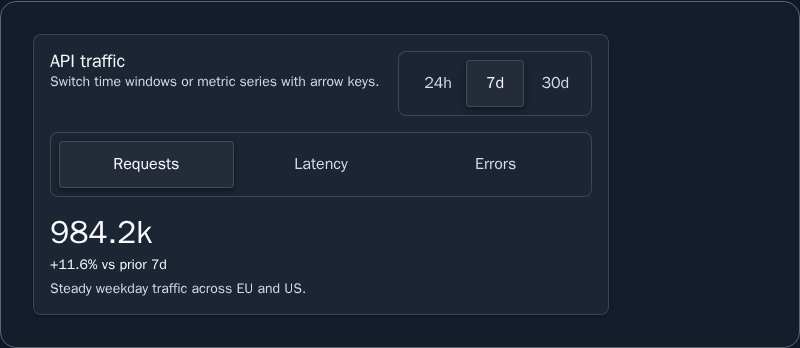 API traffic
Switch time windows or metric series with arrow keys.
24h
7d
30d
Requests
Latency
Errors
984.2k
+11.6% vs prior 7d
Steady weekday traffic across EU and US.